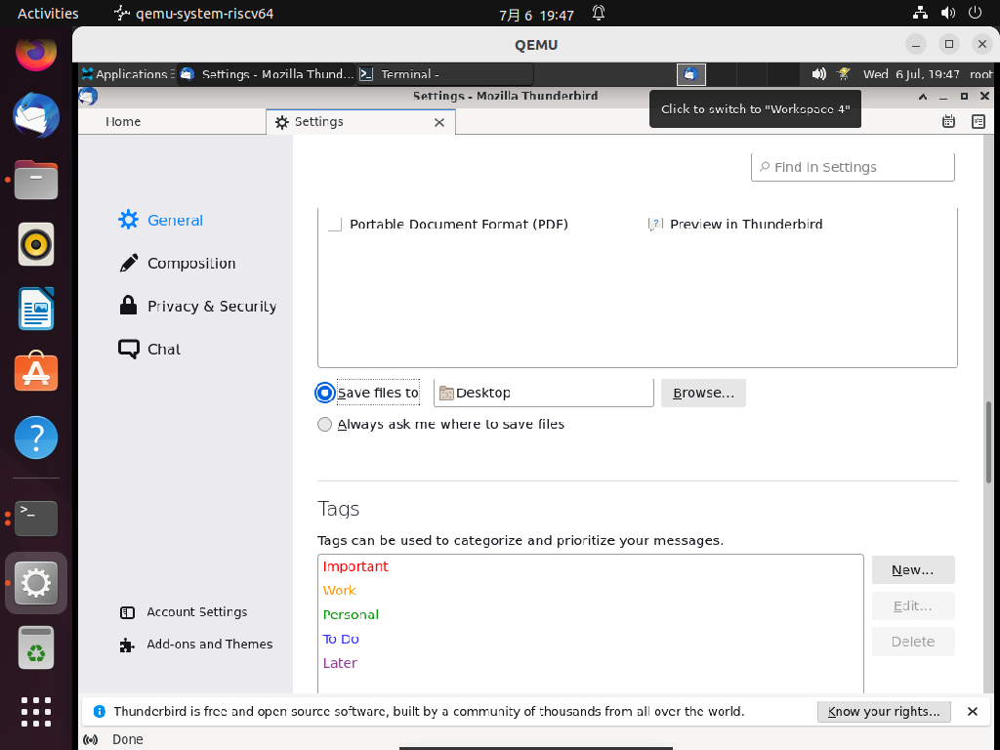 Activities
qemu-system-riscv64
7月 6 19:47
QEMU
Applications
Settings - Mozilla Thund...
Terminal -
Wed 6 Jul, 19:47
root
Settings - Mozilla Thunderbird
Click to switch to "Workspace 4"
Home
Settings
Find in Settings
General
Composition
Privacy & Security
Chat
Portable Document Format (PDF)
Preview in Thunderbird
Save files to
Desktop
Browse...
Always ask me where to save files
Tags
Tags can be used to categorize and prioritize your messages.
Important
Work
Personal
To Do
Later
New...
Edit...
Delete
Account Settings
Add-ons and Themes
Thunderbird is free and open source software, built by a community of thousands from all over the world.
Know your rights...
Done